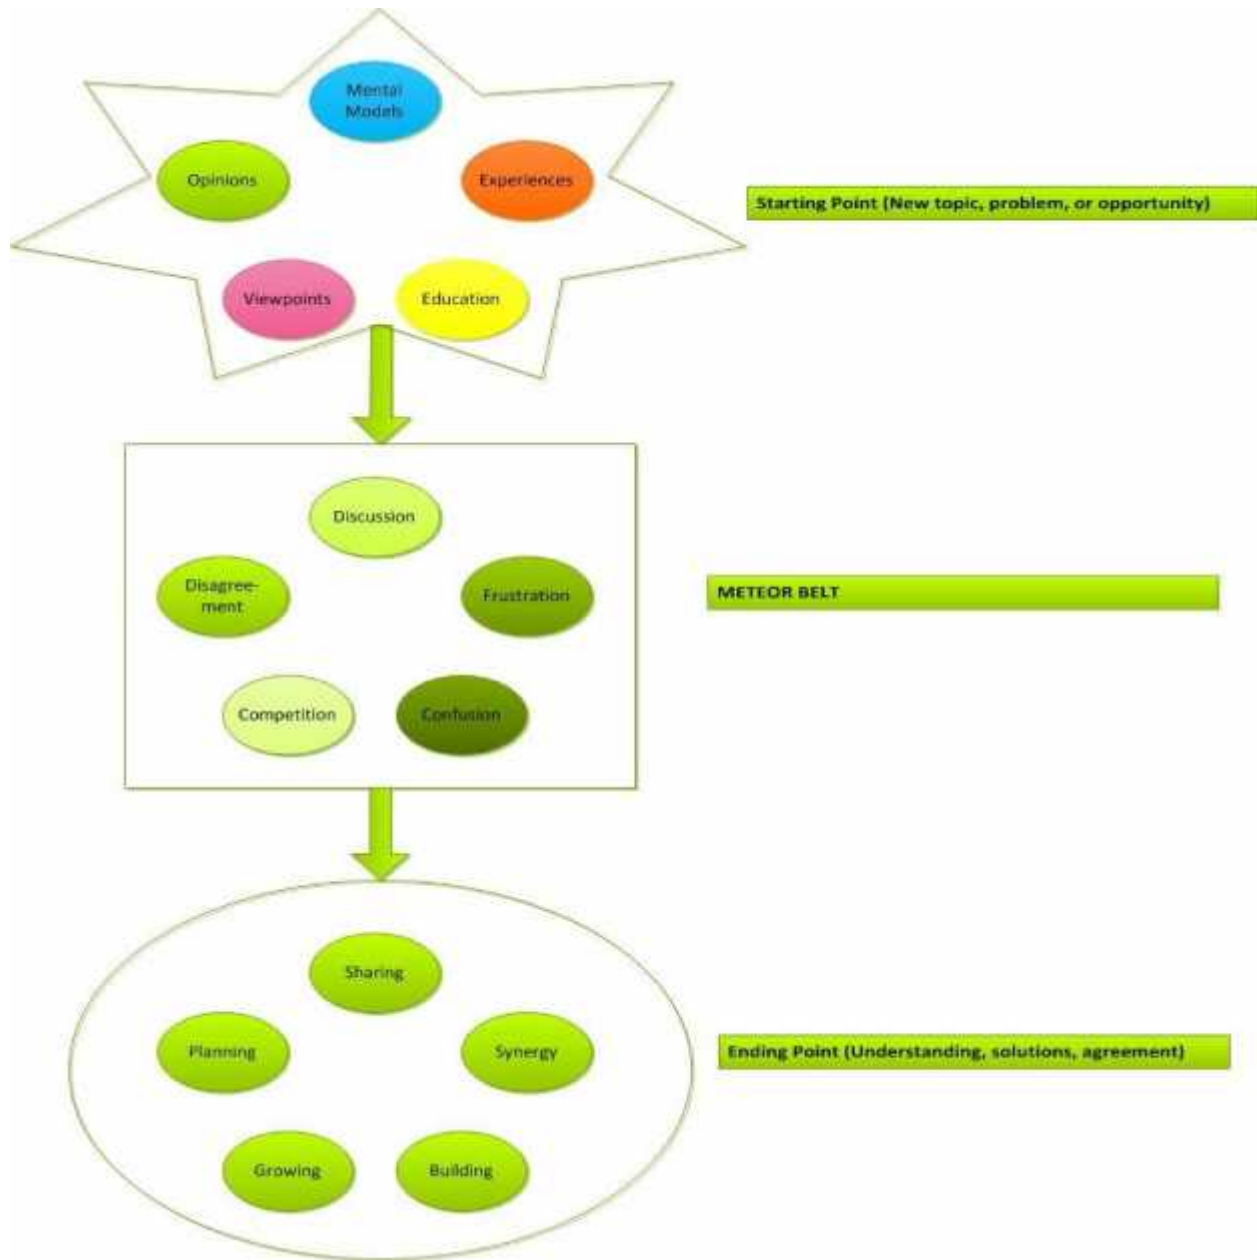 Mental
Models
Opinions
Experiences
Starting Point (New topic, problem, or opportunity)
Viewpoints
Education
Discussion
Disagree-
ment
Frustration
METEOR BELT
Competition
Confusion
Sharing
Planning
Synergy
Ending Point (Understanding, solutions, agreement)
Growing
Building